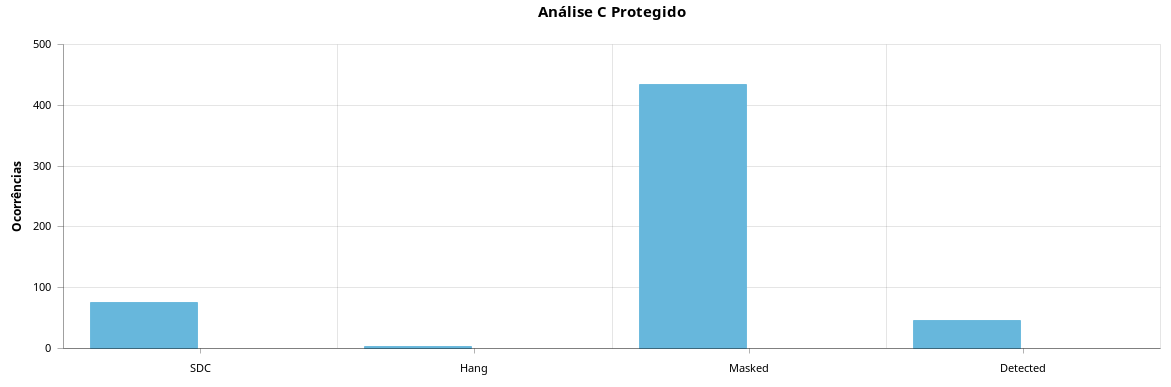 Análise C Protegido
500
400
300
200
100
0
Ocorrências
SDC
Hang
Masked
Detected